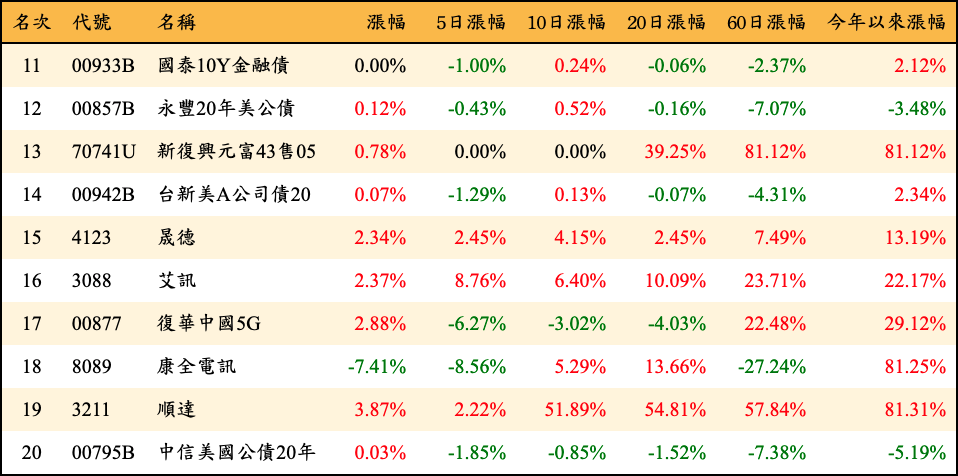 名次 代號 名稱 漲幅 5日漲幅 10日漲幅 20日漲幅 60日漲幅 今年以來漲幅
11 00933B 國泰10Y金融債 0.00% -1.00% 0.24% -0.06% -2.37% 2.12%
12 00857B 永豐20年美公債 0.12% -0.43% 0.52% -0.16% -7.07% -3.48%
13 70741U 新復興元富43售05 0.78% 0.00% 0.00% 39.25% 81.12% 81.12%
14 00942B 台新美A公司債20 0.07% -1.29% 0.13% -0.07% -4.31% 2.34%
15 4123 晟德 2.34% 2.45% 4.15% 2.45% 7.49% 13.19%
16 3088 艾訊 2.37% 8.76% 6.40% 10.09% 23.71% 22.17%
17 00877 復華中國5G 2.88% -6.27% -3.02% -4.03% 22.48% 29.12%
18 8089 康全電訊 -7.41% -8.56% 5.29% 13.66% -27.24% 81.25%
19 3211 順達 3.87% 2.22% 51.89% 54.81% 57.84% 81.31%
20 00795B 中信美國公債20年 0.03% -1.85% -0.85% -1.52% -7.38% -5.19%